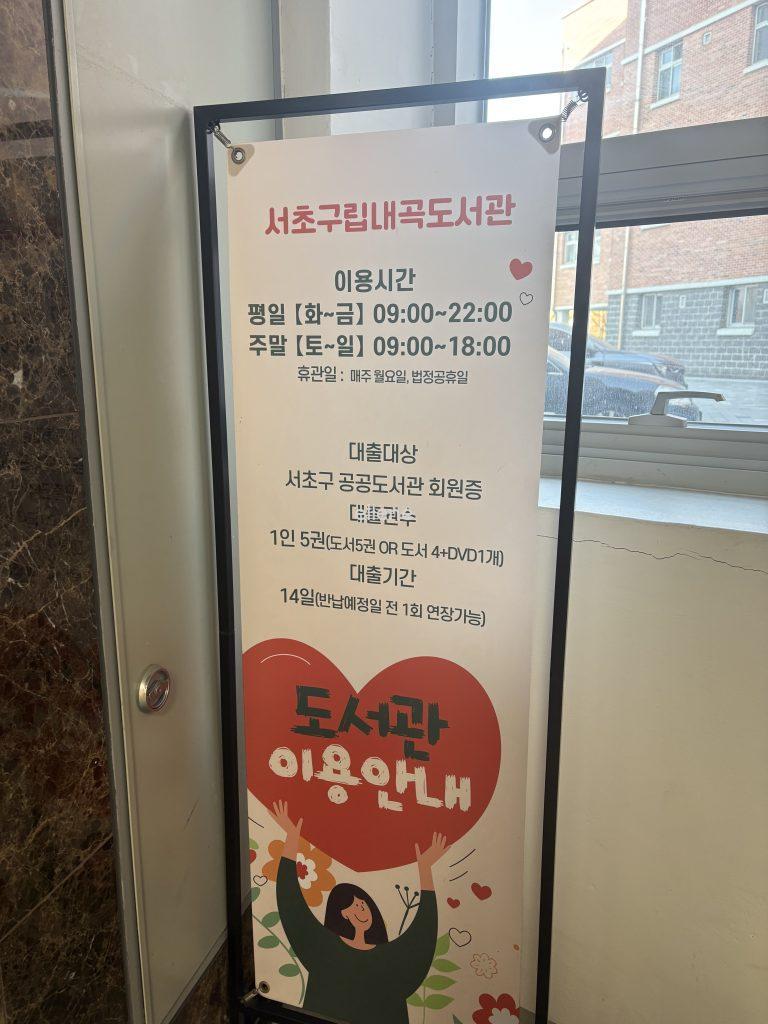 서초구립내곡도서관
이용시간
평일 [화~금] 09:00~22:00
주말 [토~일] 09:00~18:00
휴관일 : 매주 월요일, 법정공휴일
대출대상
서초구 공공도서관 회원증
1인 5권(도서5권 OR 도서 4+DVD1개)
대출기간
14일(반납예정일 전 1회 연장가능)
도서관
이용안내